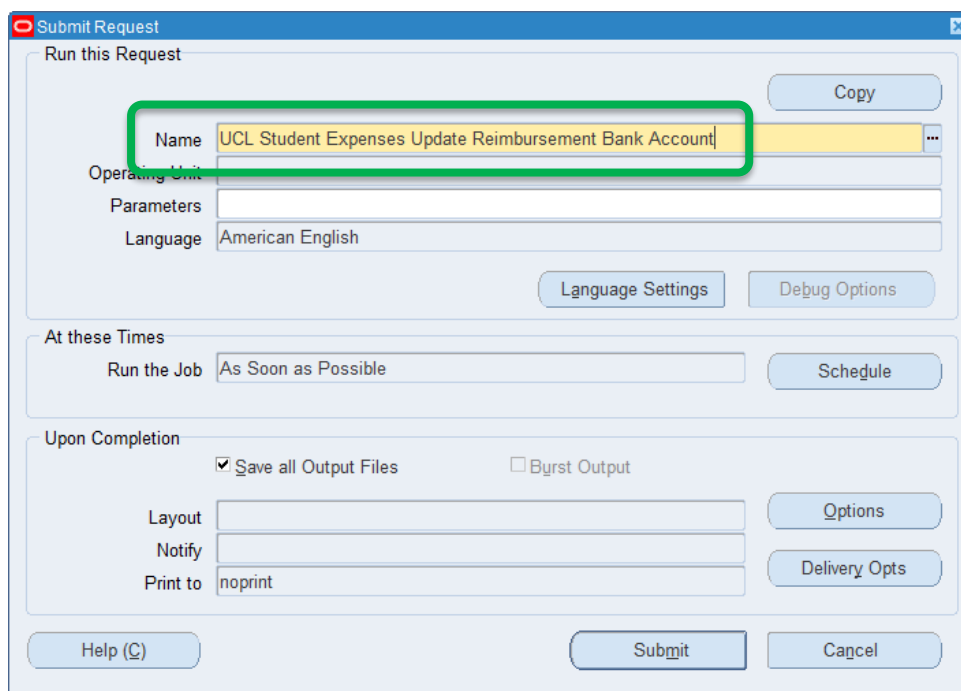 Submit Request
Run this Request
Copy
Name UCL Student Expenses Update Reimbursement Bank Account ...
Operating Unit
Parameters
Language American English
Language Settings Debug Options
At these Times
Run the Job As Soon as Possible Schedule
Upon Completion
Save all Output Files Burst Output
Layout Options
Notify
Delivery Opts
Print to noprint
Help (C) Submit Cancel